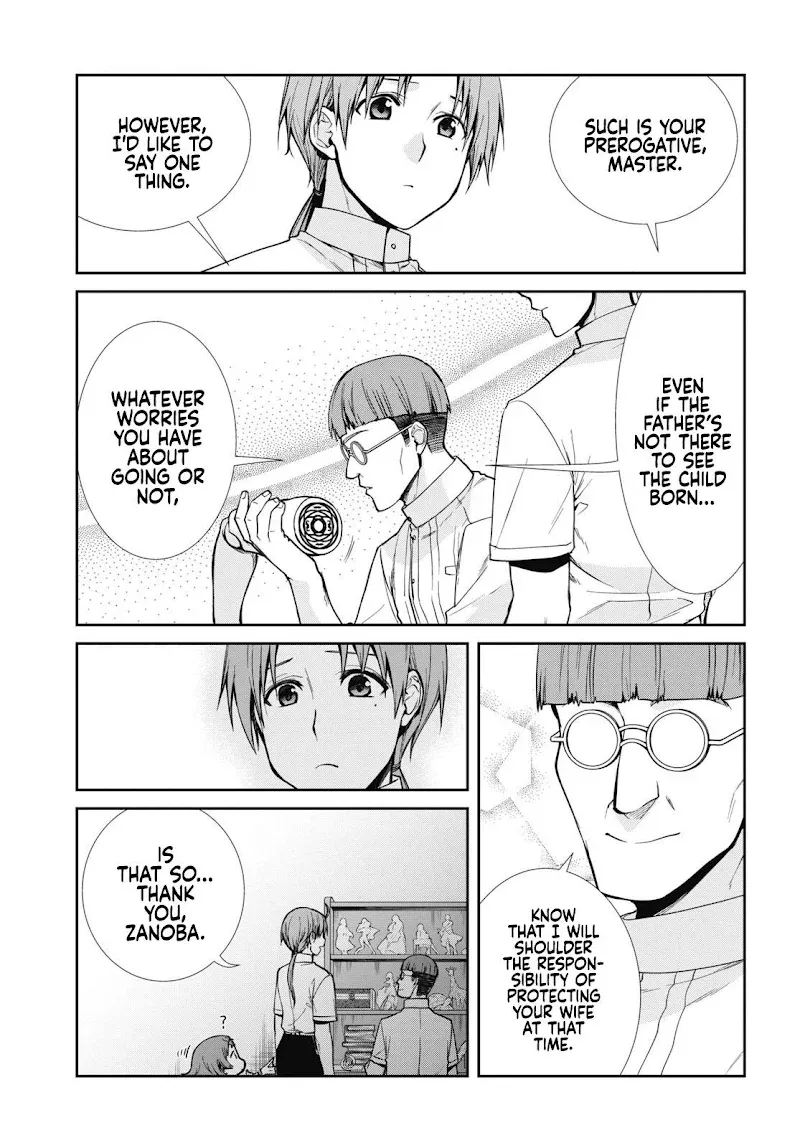 SUCH IS YOUR
PREROGATIVE,
MASTER.
HOWEVER,
I'D LIKE TO
SAY ONE
THING.
EVEN
IF THE
FATHER'S
NOT THERE
TO SEE
THE CHILD
BORN...
WHATEVER
WORRIES
YOU HAVE
ABOUT
GOING OR
NOT,
KNOW
THAT I WILL
SHOULDER
THE RESPON-
SIBILITY OF
PROTECTING
YOUR WIFE
AT THAT
TIME.
IS
THAT SO...
THANK
YOU,
ZANOBA.
?